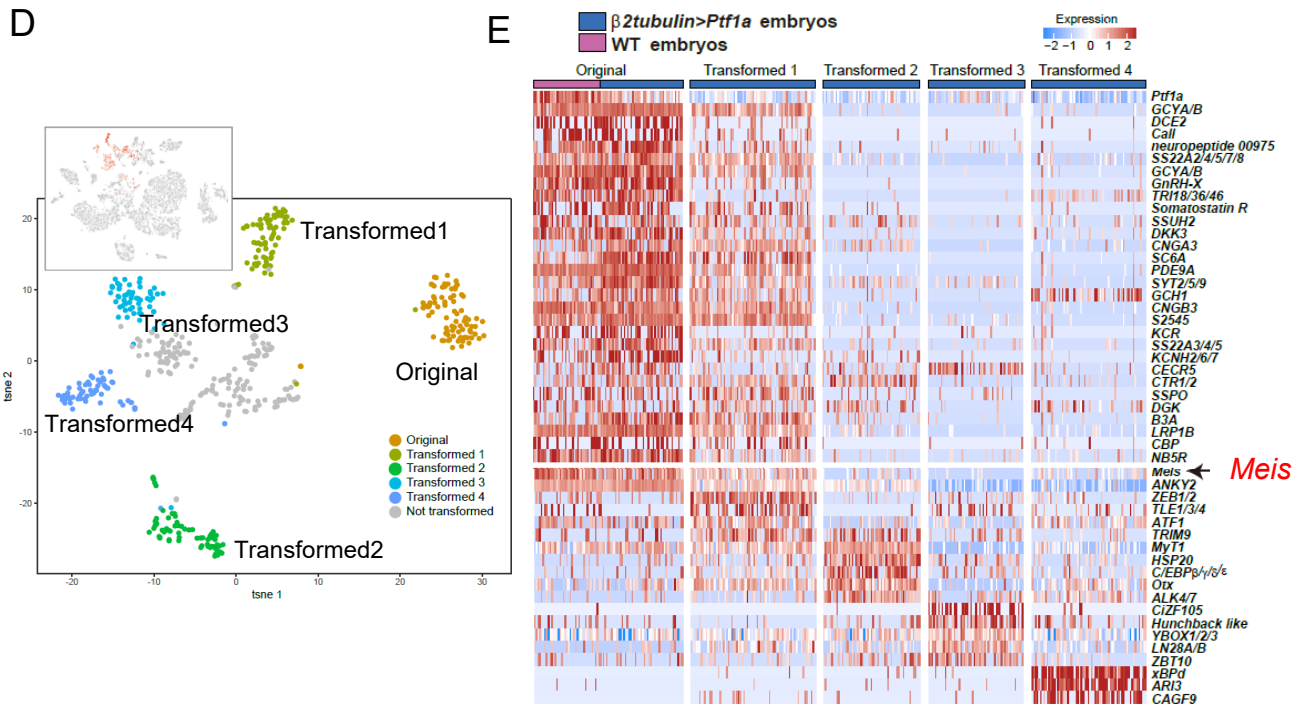 D
E
β2tubulin>Ptf1a embryos
WT embryos
Expression
−2 −1 0 1 2
Original
Transformed 1
Transformed 2
Transformed 3
Transformed 4
Ptf1a
GCYA/B
DCE2
Call
neuropeptide 00975
SS22A2/4/5/7/8
GCYA/B
GnRH-X
TRI18/36/46
Somatostatin R
SSUH2
DKK3
CNGA3
SC6A
PDE9A
SYT2/5/9
GCH1
CNGB3
S2545
KCR
SS22A3/4/5
KCNH2/6/7
CECR5
CTR1/2
SSPO
DGK
B3A
LRP1B
CBP
NB5R
Meis
Meis
ANKY2
ZEB1/2
TLE1/3/4
ATF1
TRIM9
MyT1
HSP20
C/EBPβ/γ/δ/ε
Otx
ALK4/7
CiZF105
Hunchback like
YBOX1/2/3
LN28A/B
ZBT10
xBPd
ARI3
CAGF9
Transformed1
Transformed3
Original
Transformed4
Transformed2
Original
Transformed 1
Transformed 2
Transformed 3
Transformed 4
Not transformed
tsne 2
20
10
0
-10
-20
-20
-10
0
10
20
30
tsne 1